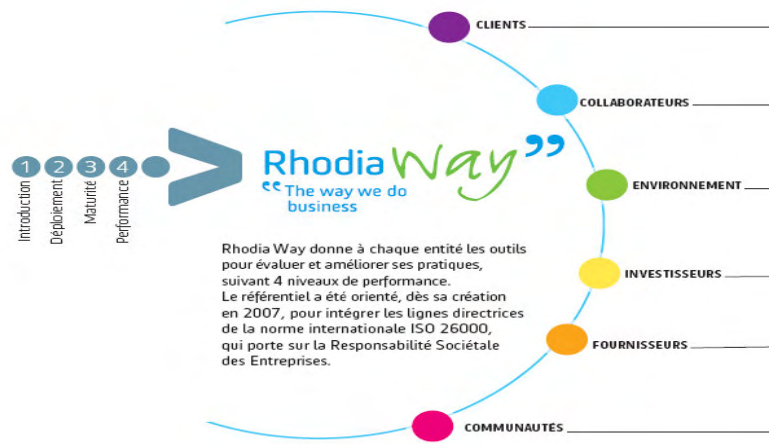 CLIENTS
COLLABORATEURS
1 2 3 4
Introduction
Déploiement
Maturité
Performance
Rhodia Way”
“The way we do
business
ENVIRONNEMENT
Rhodia Way donne à chaque entité les outils
pour évaluer et améliorer ses pratiques,
suivant 4 niveaux de performance.
Le référentiel a été orienté, dès sa création
en 2007, pour intégrer les lignes directrices
de la norme internationale ISO 26000,
qui porte sur la Responsabilité Sociétale
des Entreprises.
INVESTISSEURS
FOURNISSEURS
COMMUNAUTÉS